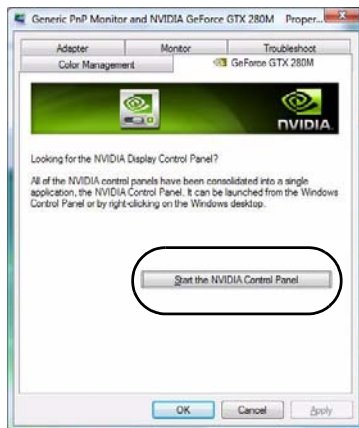 Generic PnP Monitor and NVIDIA GeForce GTX 280M Proper...
Adapter Monitor Troubleshoot
Color Management GeForce GTX 280M
NVIDIA
Looking for the NVIDIA Display Control Panel?
All of the NVIDIA control panels have been consolidated into a single
application, the NVIDIA Control Panel. It can be launched from the Windows
Control Panel or by right-clicking on the Windows desktop.
Start the NVIDIA Control Panel
OK Cancel Apply